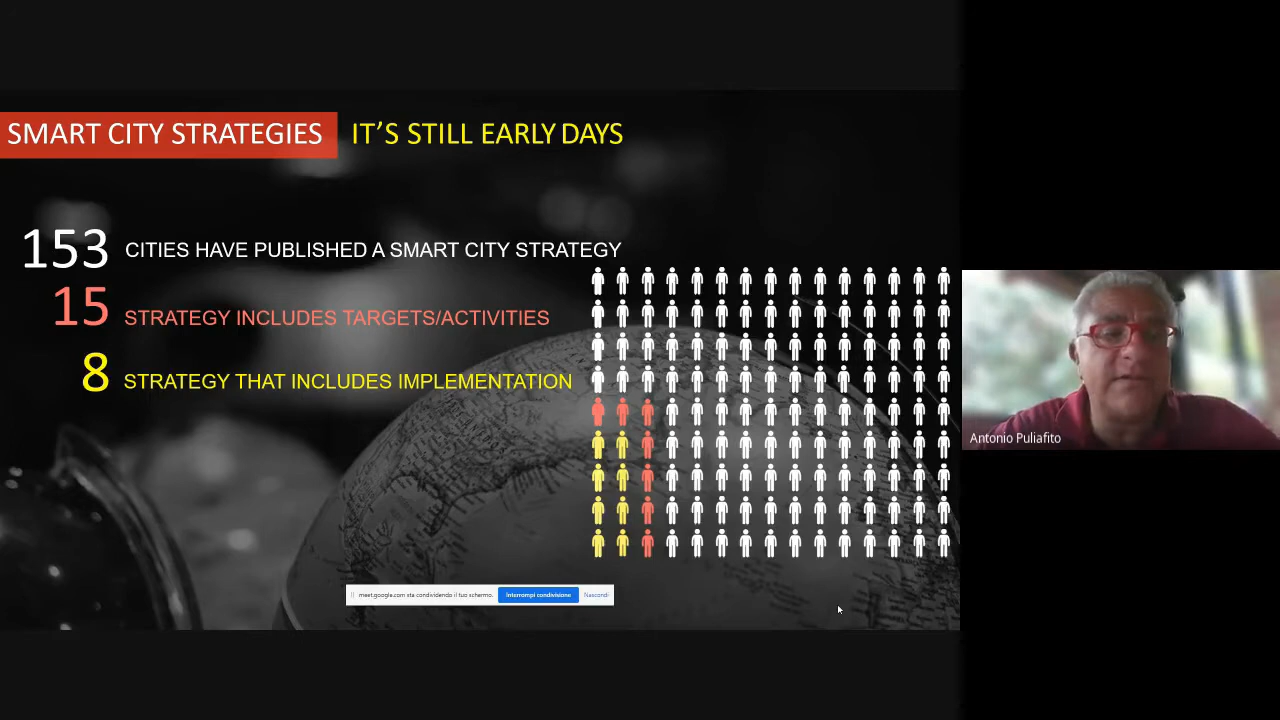 SMART CITY STRATEGIES IT'S STILL EARLY DAYS
153 CITIES HAVE PUBLISHED A SMART CITY STRATEGY
15 STRATEGY INCLUDES TARGETS/ACTIVITIES
8 STRATEGY THAT INCLUDES IMPLEMENTATION
Antonio Puliafito
meet.google.com sta condividendo il tuo schermo. Interrompi condivisione Nascondi